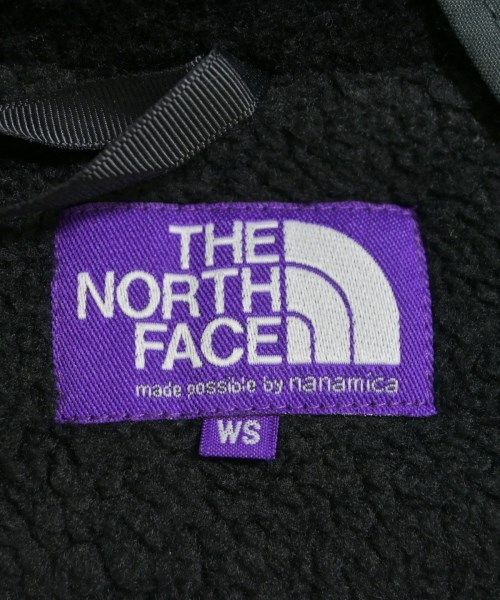 THE
NORTH
FACE
made possible by nanamica
WS